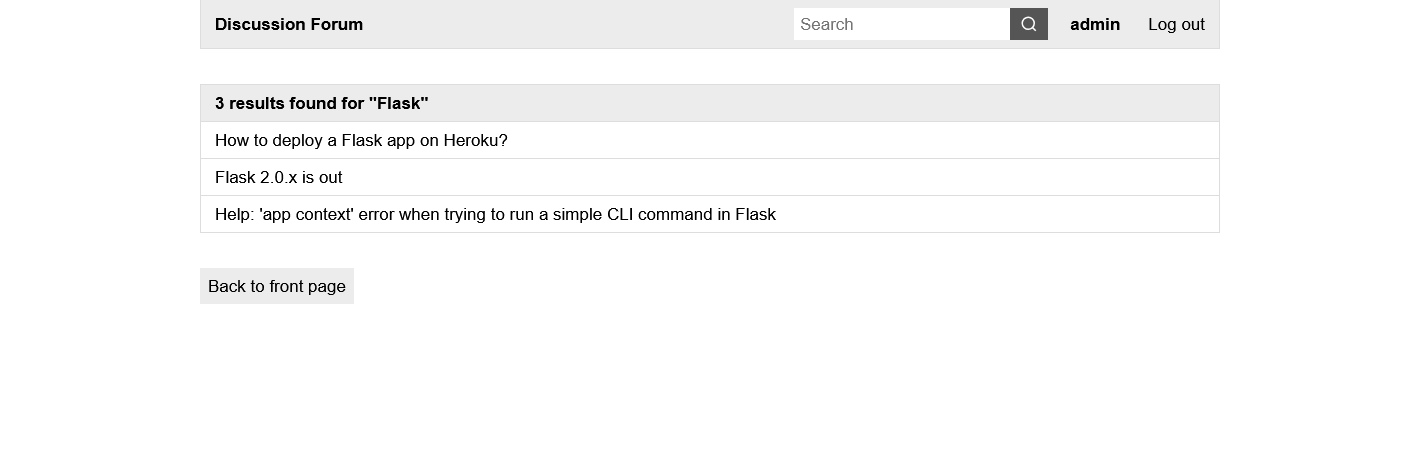 Discussion Forum Search admin Log out
3 results found for "Flask"
How to deploy a Flask app on Heroku?
Flask 2.0.x is out
Help: 'app context' error when trying to run a simple CLI command in Flask
Back to front page